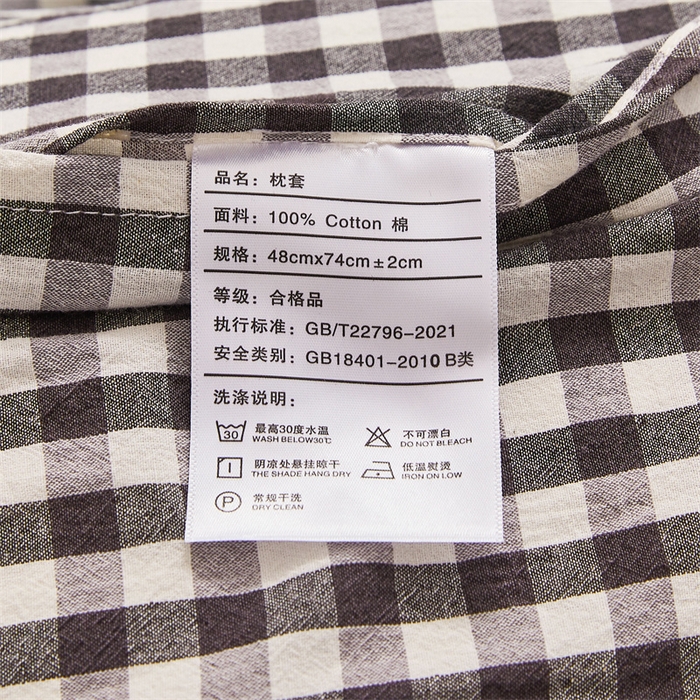 品名：枕套
面料：100% Cotton 棉
规格：48cmx74cm±2cm
等级：合格品
执行标准：GB/T22796-2021
安全类别：GB18401-2010 B类
洗涤说明：
30 最高30度水温 不可漂白
WASH BELOW30℃ DO NOT BLEACH
阴凉处悬挂晾干 低温熨烫
THE SHADE HANG DRY IRON ON LOW
P 常规干洗
DRY CLEAN